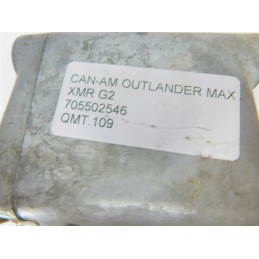 CAN-AM OUTLANDER MAX
XMR G2
705502546
QMT.109